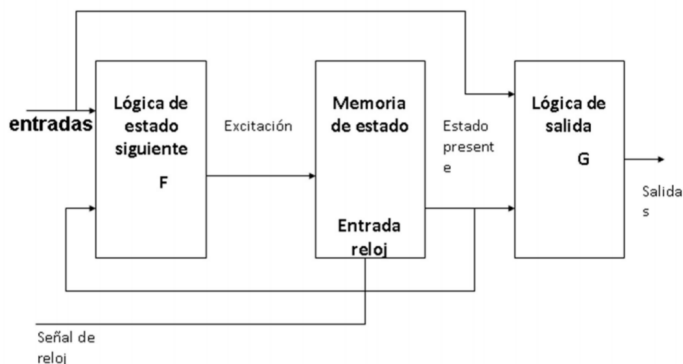 entradas
Lógica de
estado
siguiente
F
Excitación
Memoria
de estado
Entrada
reloj
Estado
present
e
Lógica de
salida
G
Salida
s
Señal de
reloj